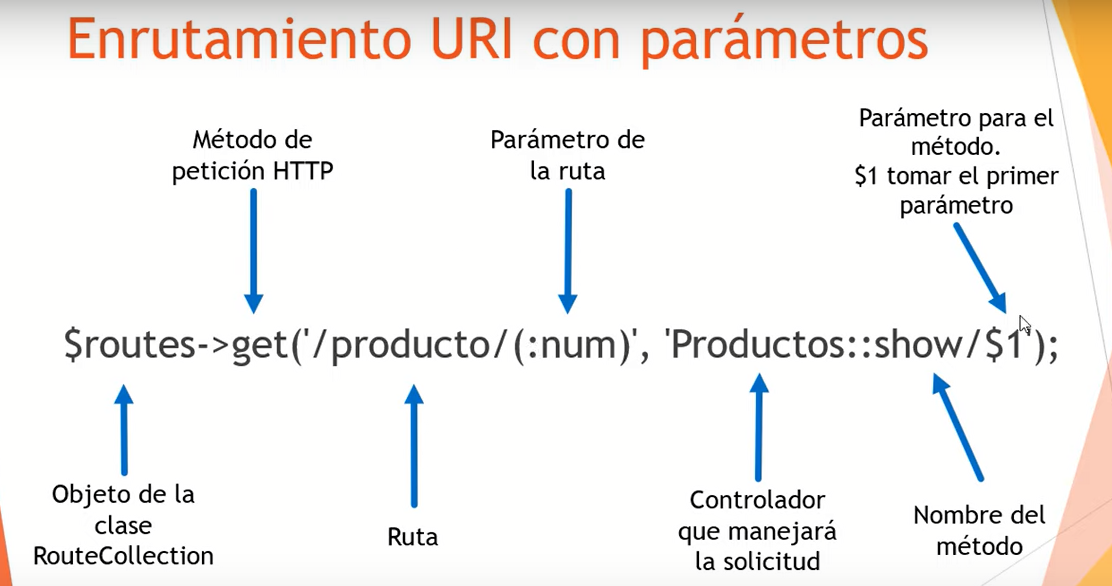 Enrutamiento URI con parámetros
Método de
petición HTTP
Parámetro de
la ruta
Parámetro para el
método.
$1 tomar el primer
parámetro
$routes->get('/producto/(:num)', 'Productos::show/$1');
Objeto de la
clase
RouteCollection
Ruta
Controlador
que manejará
la solicitud
Nombre del
método